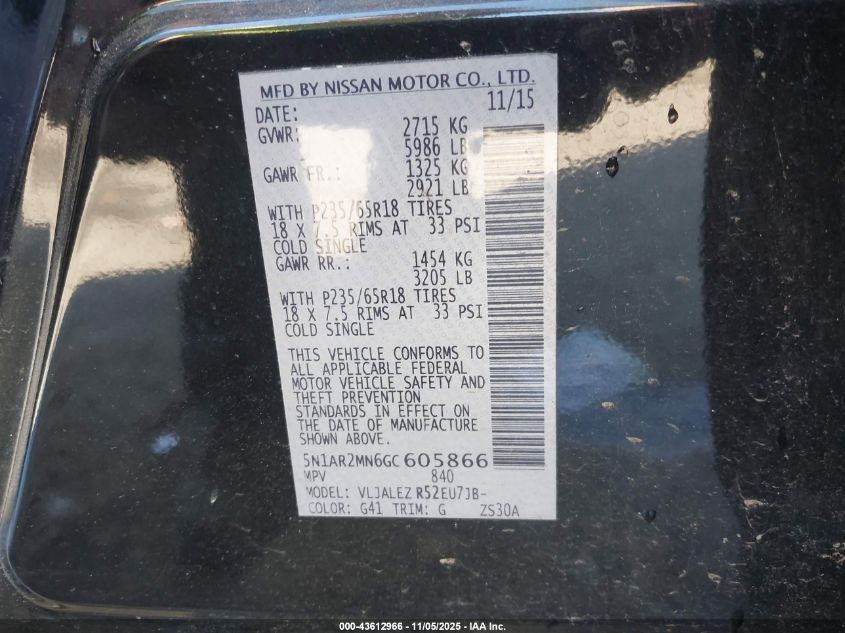 MFD BY NISSAN MOTOR CO., LTD.
DATE: 11/15
GVWR: 2715 KG
5986 LB
GAWR FR.: 1325 KG
2921 LB
WITH P235/65R18 TIRES
18 X 7.5 RIMS AT 33 PSI
COLD SINGLE
GAWR RR.: 1454 KG
3205 LB
WITH P235/65R18 TIRES
18 X 7.5 RIMS AT 33 PSI
COLD SINGLE
THIS VEHICLE CONFORMS TO
ALL APPLICABLE FEDERAL
MOTOR VEHICLE SAFETY AND
THEFT PREVENTION
STANDARDS IN EFFECT ON
THE DATE OF MANUFACTURE
SHOWN ABOVE.
5N1AR2MN6GC605866
MPV 840
MODEL: VLJALEZ R52EU7JB-
COLOR: G41 TRIM: G ZS30A
000-43612966 - 11/05/2025 - IAA Inc.